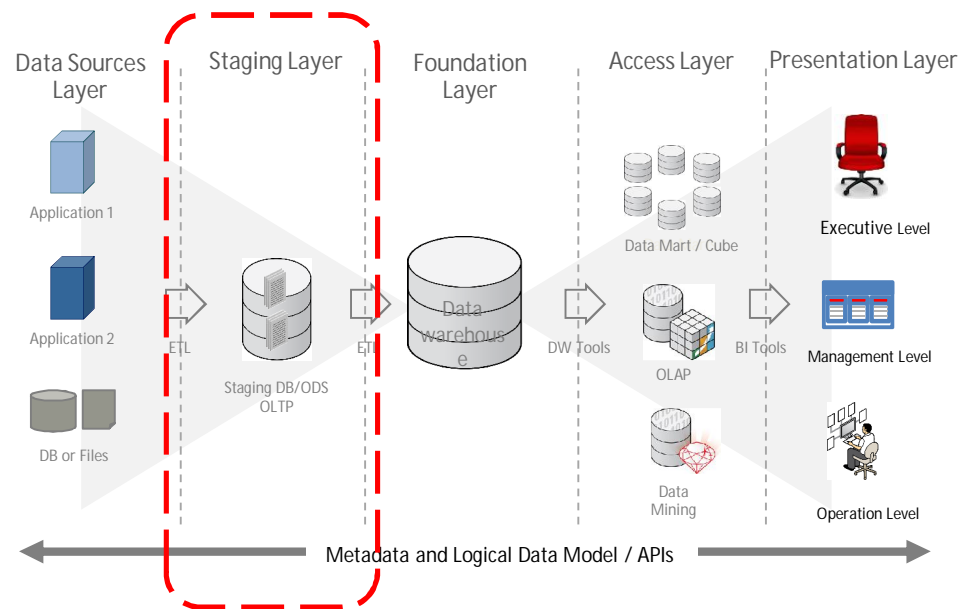 Data Sources
Layer
Staging Layer
Foundation
Layer
Access Layer
Presentation Layer
Application 1
Application 2
DB or Files
ETL
Staging DB/ODS
OLTP
ETL
Data
warehous
e
DW Tools
Data Mart / Cube
OLAP
Data
Mining
BI Tools
Executive Level
Management Level
Operation Level
Metadata and Logical Data Model / APIs